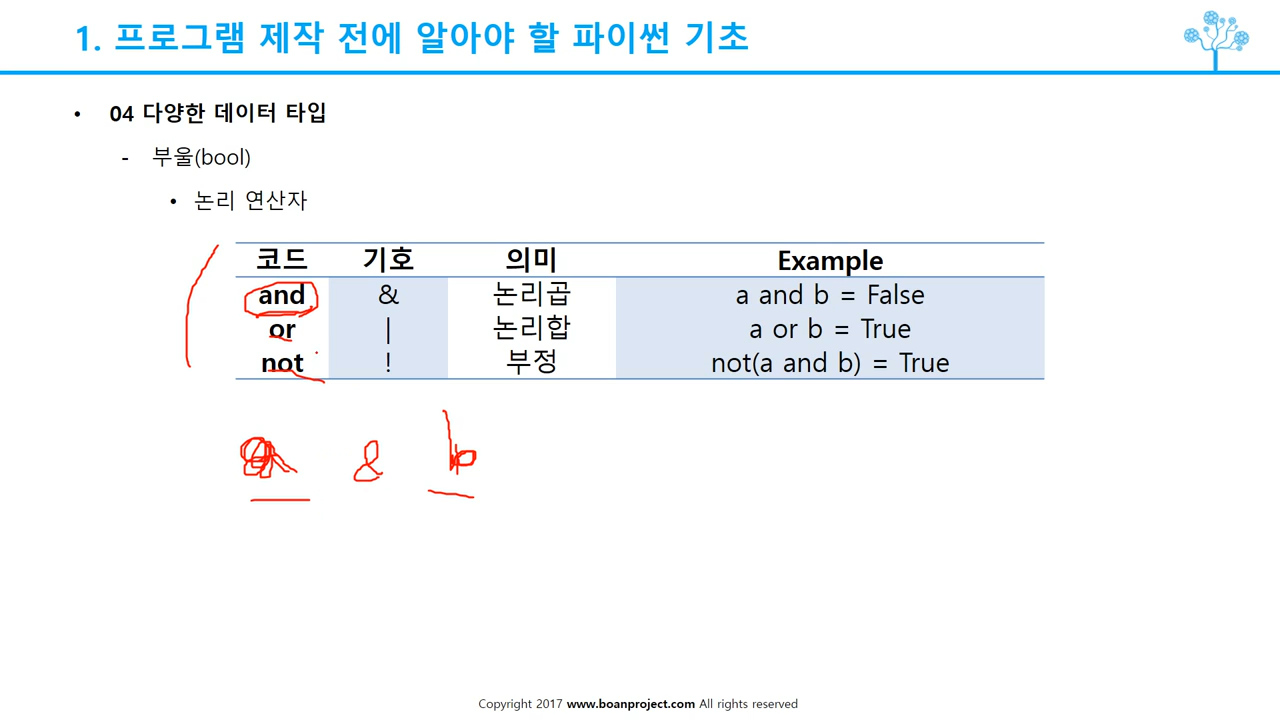 1. 프로그램 제작 전에 알아야 할 파이썬 기초
• 04 다양한 데이터 타입
- 부울(bool)
• 논리 연산자
코드 기호 의미 Example
and & 논리곱 a and b = False
or | 논리합 a or b = True
not ! 부정 not(a and b) = True
& b
Copyright 2017 www.boanproject.com All rights reserved